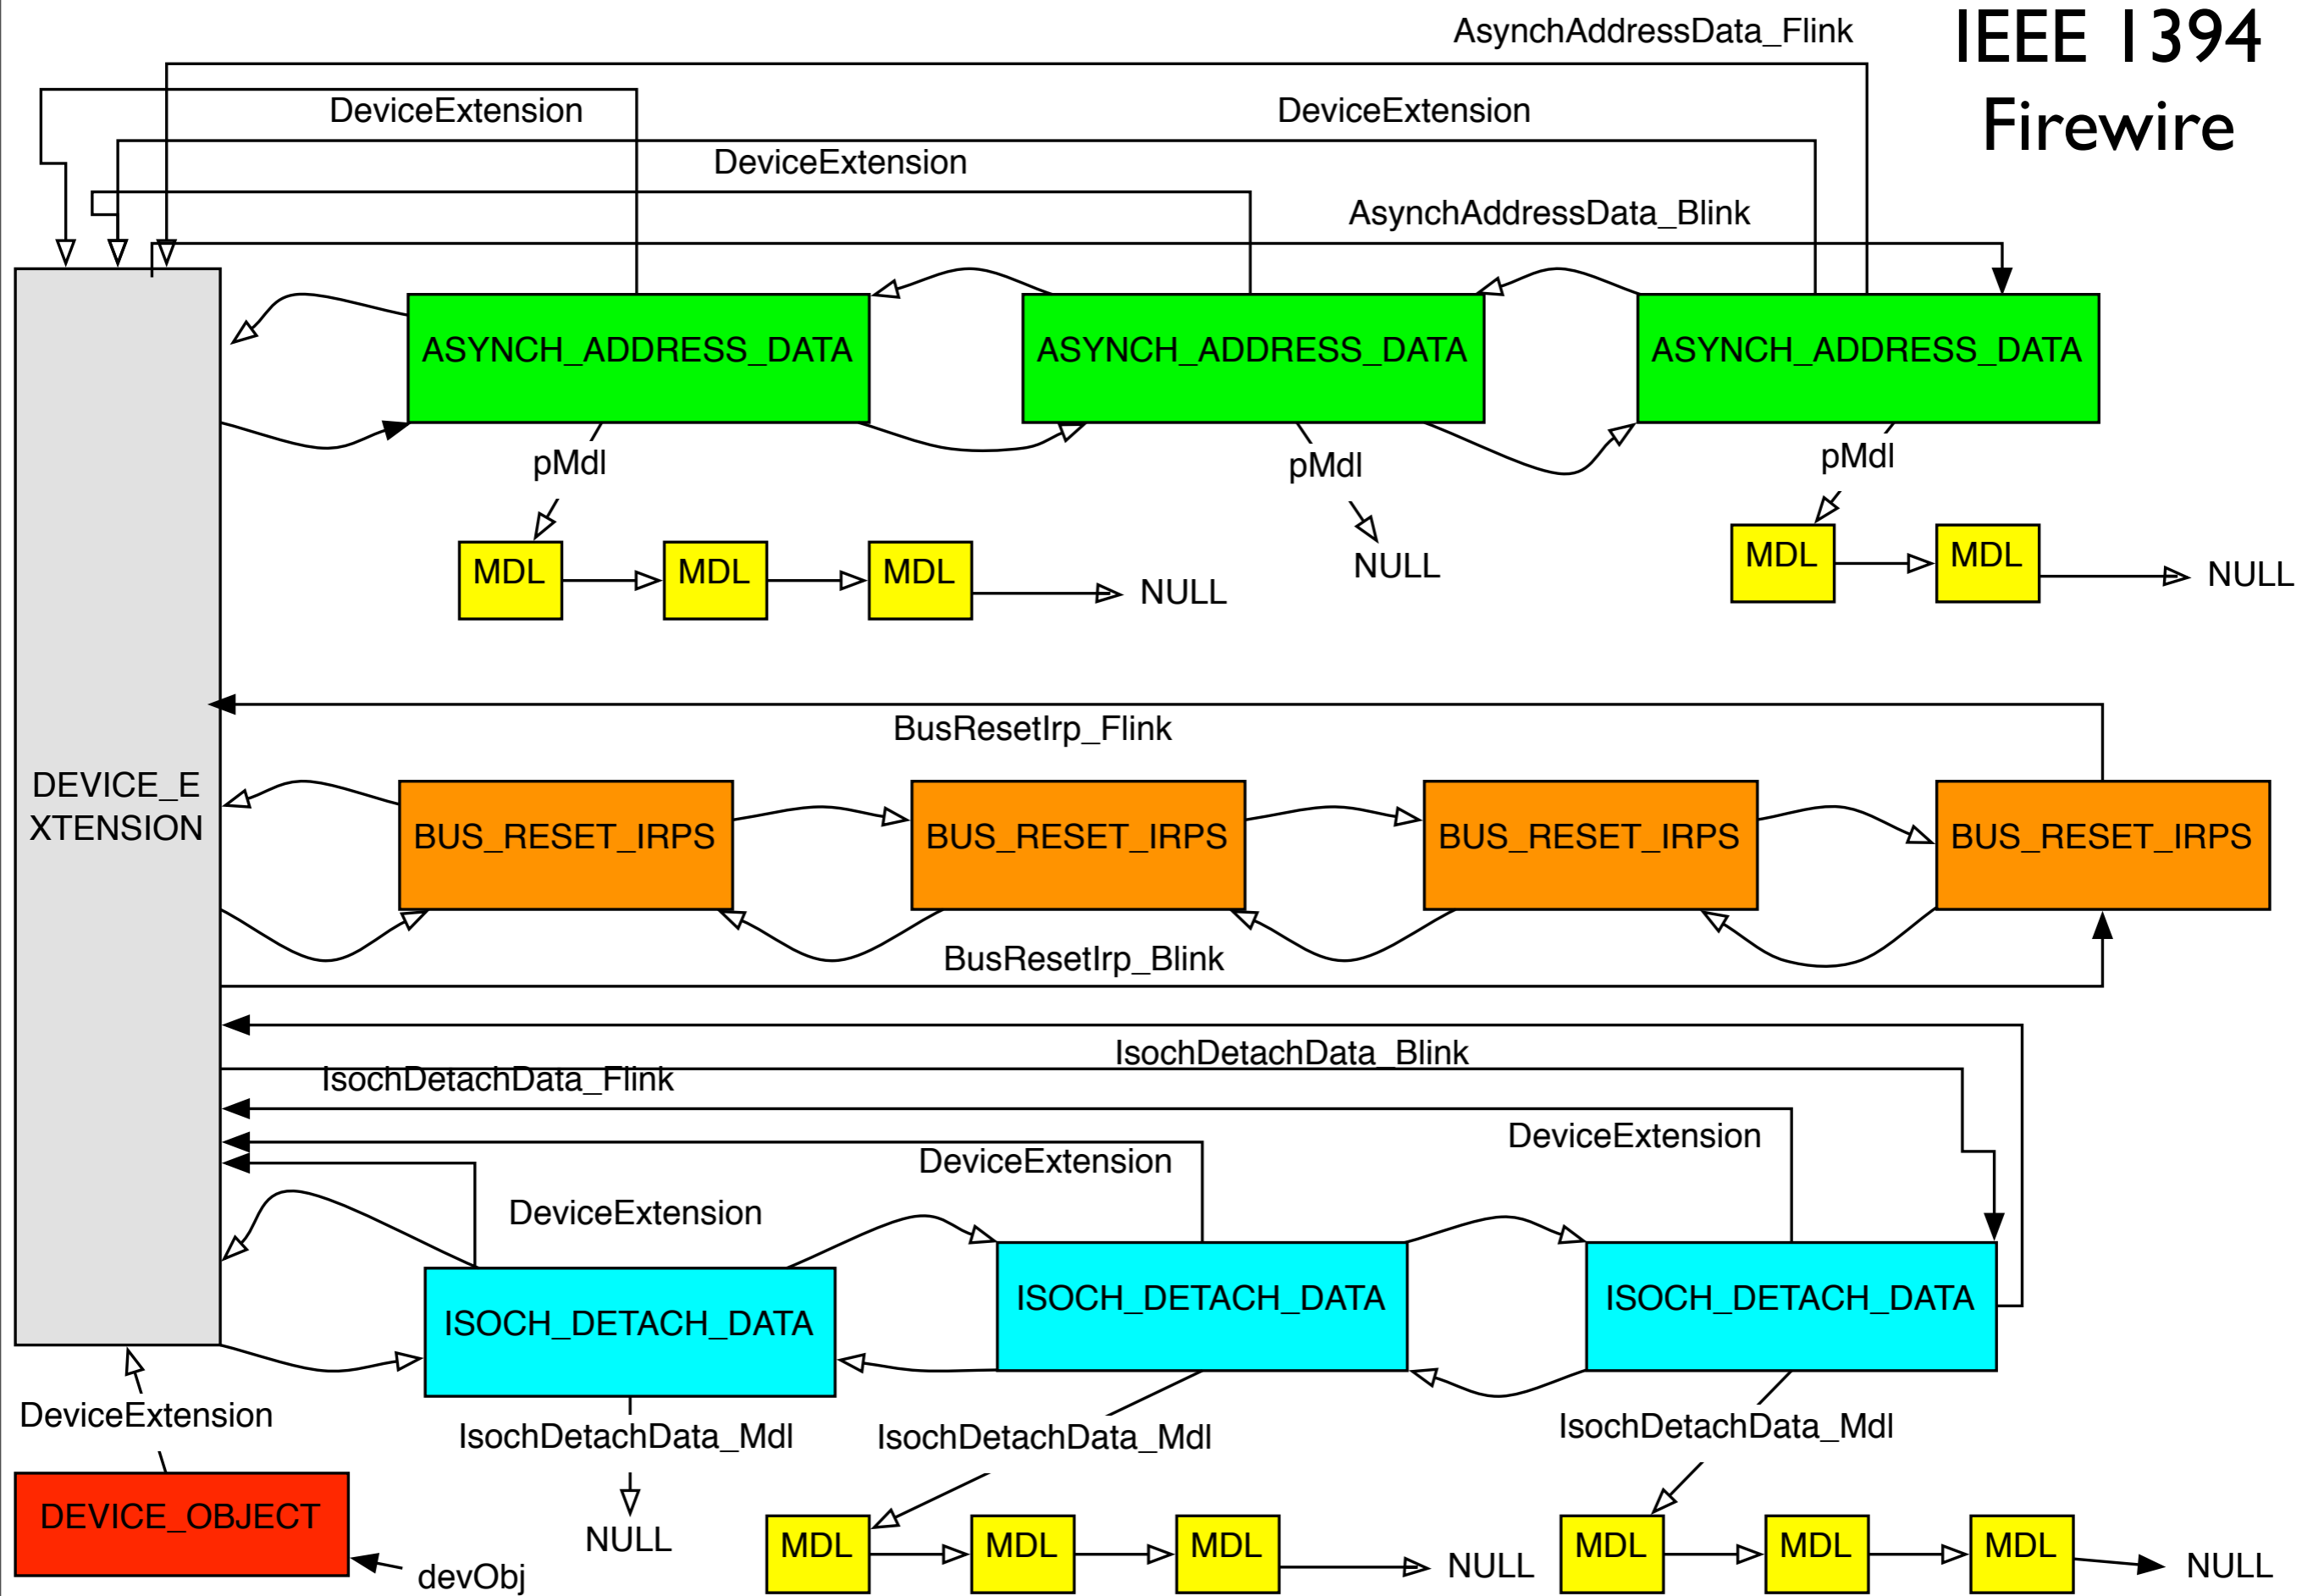 AsynchAddressData_Flink
IEEE 1394
Firewire
DeviceExtension
DeviceExtension
DeviceExtension
AsynchAddressData_Blink
ASYNCH_ADDRESS_DATA
ASYNCH_ADDRESS_DATA
ASYNCH_ADDRESS_DATA
pMdl
pMdl
pMdl
MDL
MDL
MDL
NULL
NULL
MDL
MDL
NULL
BusResetIrp_Flink
DEVICE_E
XTENSION
BUS_RESET_IRPS
BUS_RESET_IRPS
BUS_RESET_IRPS
BUS_RESET_IRPS
BusResetIrp_Blink
IsochDetachData_Blink
IsochDetachData_Flink
DeviceExtension
DeviceExtension
DeviceExtension
ISOCH_DETACH_DATA
ISOCH_DETACH_DATA
ISOCH_DETACH_DATA
DeviceExtension
IsochDetachData_Mdl
IsochDetachData_Mdl
IsochDetachData_Mdl
DEVICE_OBJECT
devObj
NULL
MDL
MDL
MDL
NULL
MDL
MDL
MDL
NULL